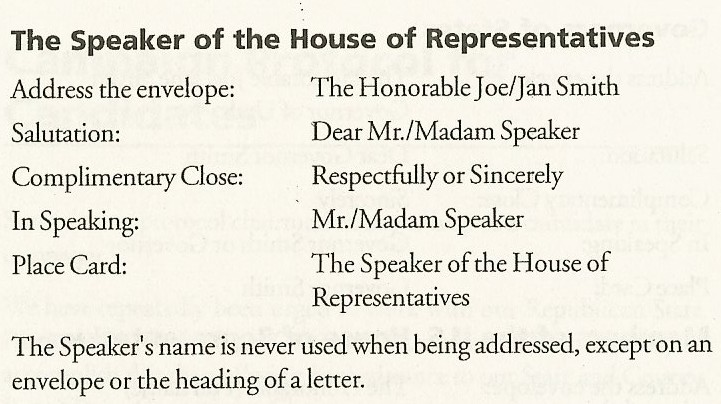 The Speaker of the House of Representatives
Address the envelope: The Honorable Joe/Jan Smith
Salutation: Dear Mr./Madam Speaker
Complimentary Close: Respectfully or Sincerely
In Speaking: Mr./Madam Speaker
Place Card: The Speaker of the House of
Representatives
The Speaker's name is never used when being addressed, except on an
envelope or the heading of a letter.